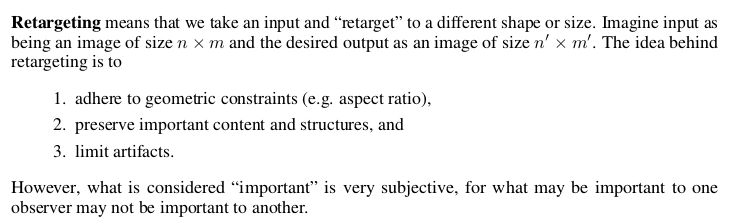 Retargeting means that we take an input and “retarget” to a different shape or size. Imagine input as
being an image of size n × m and the desired output as an image of size n′ × m′. The idea behind
retargeting is to
1. adhere to geometric constraints (e.g. aspect ratio),
2. preserve important content and structures, and
3. limit artifacts.
However, what is considered “important” is very subjective, for what may be important to one
observer may not be important to another.